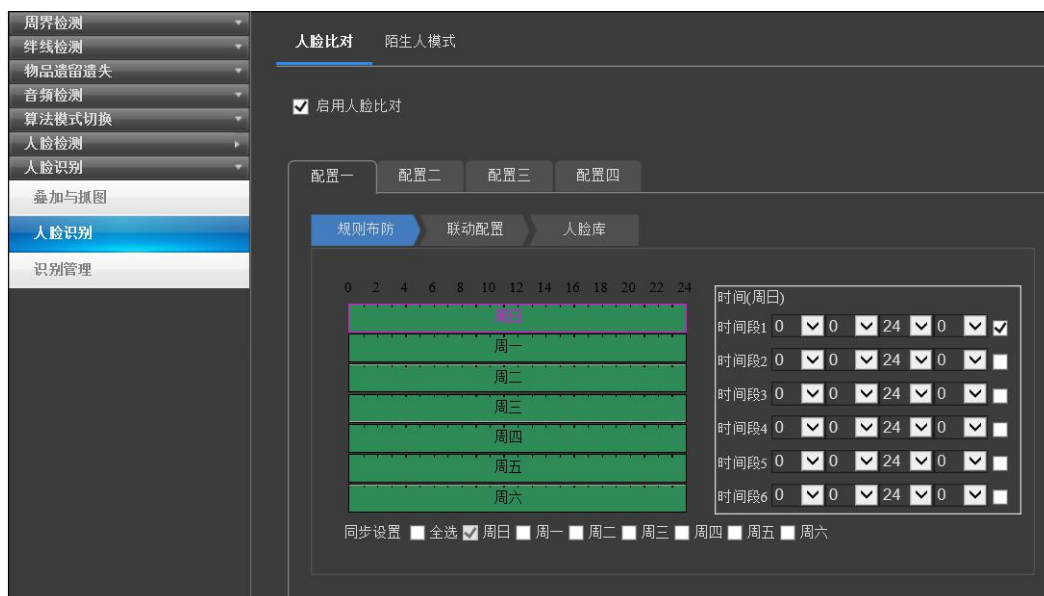 周界检测
绊线检测
物品遗留遗失
音频检测
算法模式切换
人脸检测
人脸识别
叠加与抓图
人脸识别
识别管理
人脸比对 陌生人模式
启用人脸比对
配置一 配置二 配置三 配置四
规则布防 联动配置 人脸库
0 2 4 6 8 10 12 14 16 18 20 22 24
周日
周一
周二
周三
周四
周五
周六
时间(周日)
时间段1 0 0 24 0
时间段2 0 0 24 0
时间段3 0 0 24 0
时间段4 0 0 24 0
时间段5 0 0 24 0
时间段6 0 0 24 0
同步设置 全选 周日 周一 周二 周三 周四 周五 周六